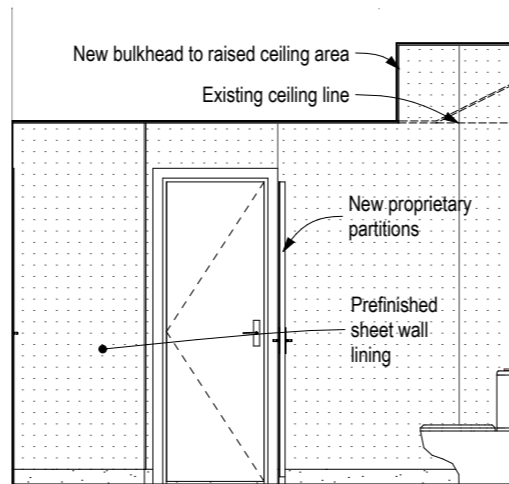 New bulkhead to raised ceiling area
Existing ceiling line
New proprietary
partitions
Prefinished
sheet wall
lining